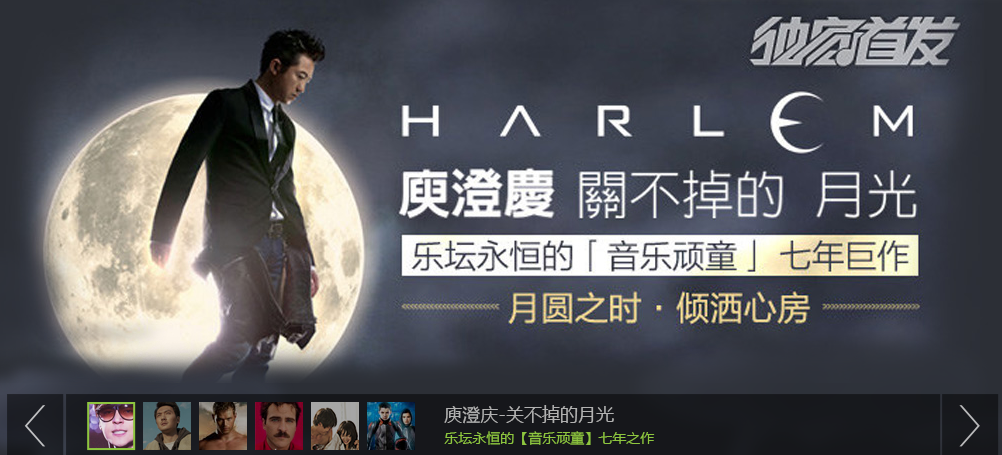 独家首发
HARLEM
庾澄慶 關不掉的 月光
乐坛永恒的「音乐顽童」七年巨作
月圆之时·倾洒心房
庾澄庆-关不掉的月光
乐坛永恒的【音乐顽童】七年之作